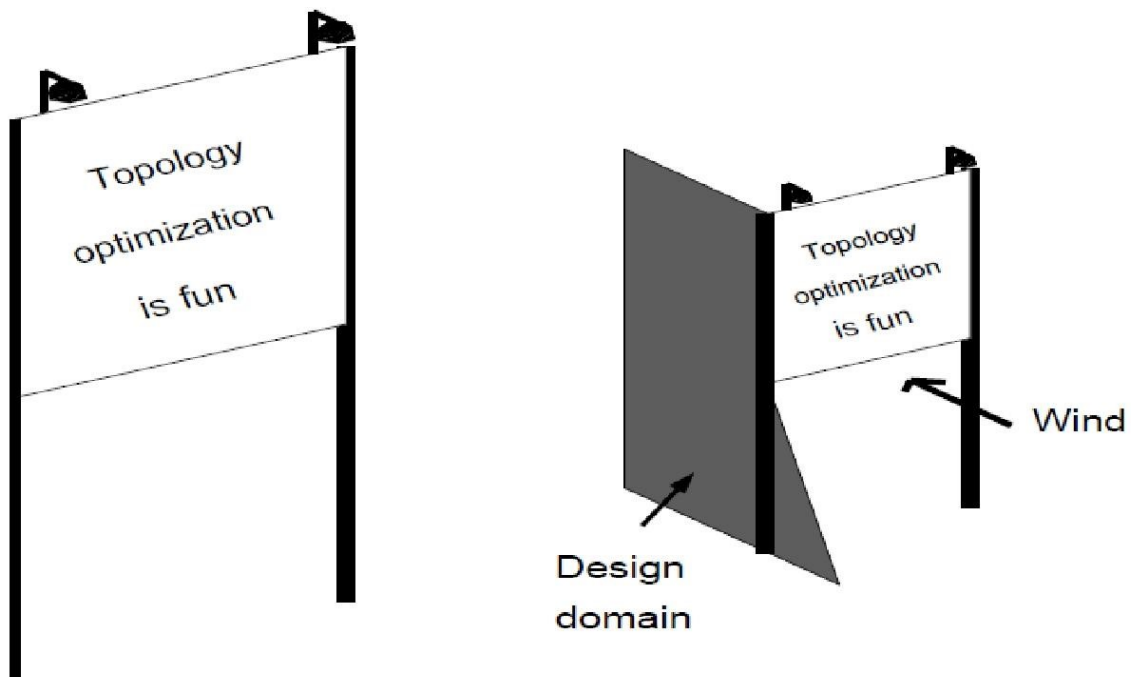 Topology
optimization
is fun
Topology
optimization
is fun
Wind
Design
domain